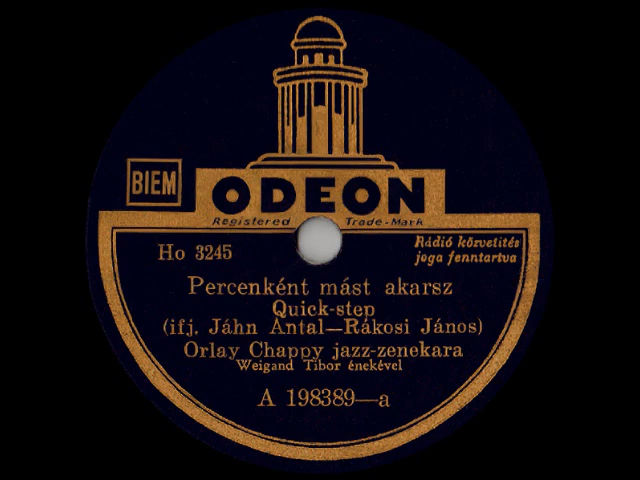 BIEM
ODEON
Registered Trade-Mark
Ho 3245
Rádió közvetítés
joga fenntartva
Percenként mást akarsz
Quick-step
(ifj. Jáhn Antal—Rákosi János)
Orlay Chappy jazz-zenekara
Weigand Tibor énekével
A 198389—a